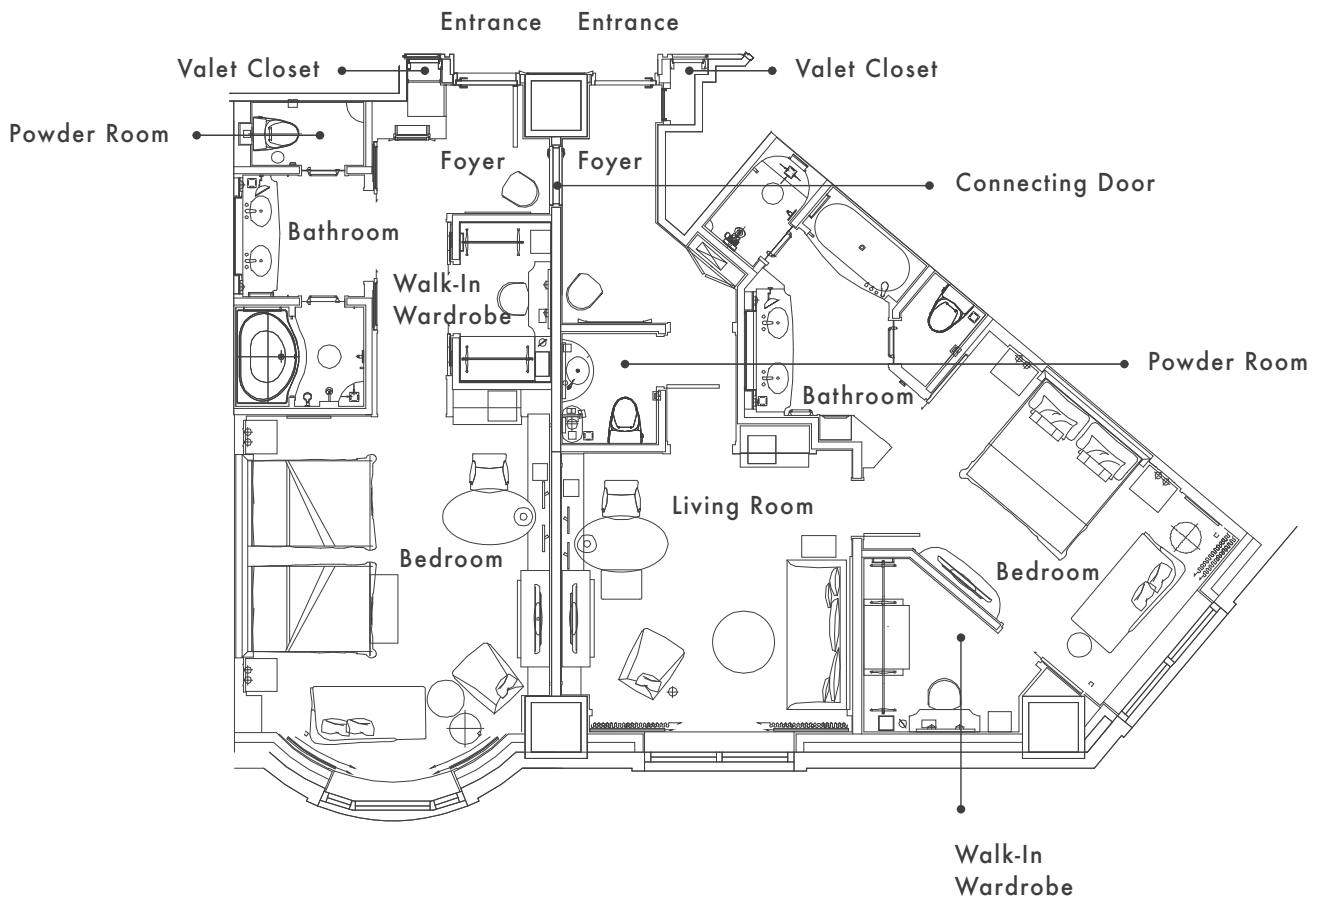 Entrance
Entrance
Valet Closet
Valet Closet
Powder Room
Foyer
Foyer
Connecting Door
Bathroom
Walk-In
Wardrobe
Powder Room
Bathroom
Living Room
Bedroom
Bedroom
Walk-In
Wardrobe